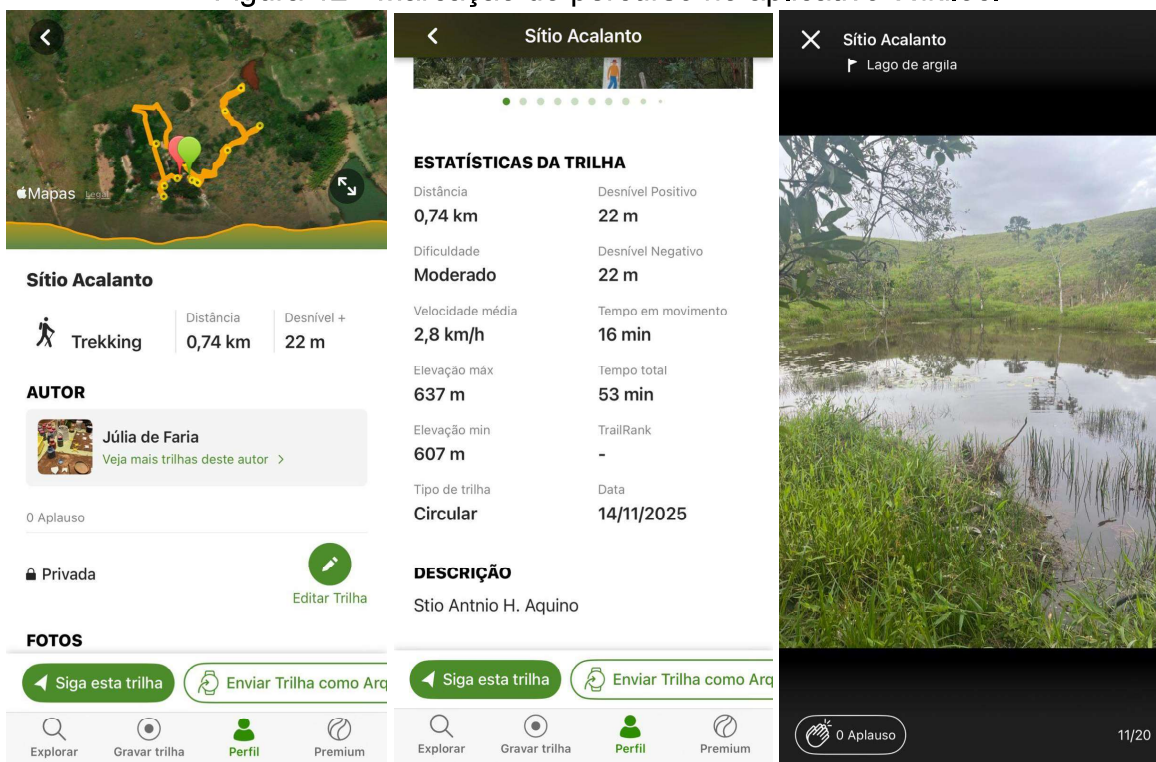 Figura 12 - Marcação do percurso no aplicativo Wikiloc.
Mapas Legal
Sítio Acalanto
Trekking
Distância
0,74 km
Desnível +
22 m
AUTOR
Júlia de Faria
Veja mais trilhas deste autor >
0 Aplauso
Privada
Editar Trilha
FOTOS
Siga esta trilha
Enviar Trilha como Arq
Explorar
Gravar trilha
Perfil
Premium
Sítio Acalanto
ESTATÍSTICAS DA TRILHA
Distância
0,74 km
Desnível Positivo
22 m
Dificuldade
Moderado
Desnível Negativo
22 m
Velocidade média
2,8 km/h
Tempo em movimento
16 min
Elevação máx
637 m
Tempo total
53 min
Elevação min
607 m
TrailRank
-
Tipo de trilha
Circular
Data
14/11/2025
DESCRIÇÃO
Stio Antnio H. Aquino
Siga esta trilha
Enviar Trilha como Arq
Explorar
Gravar trilha
Perfil
Premium
Sítio Acalanto
Lago de argila
0 Aplauso
11/20